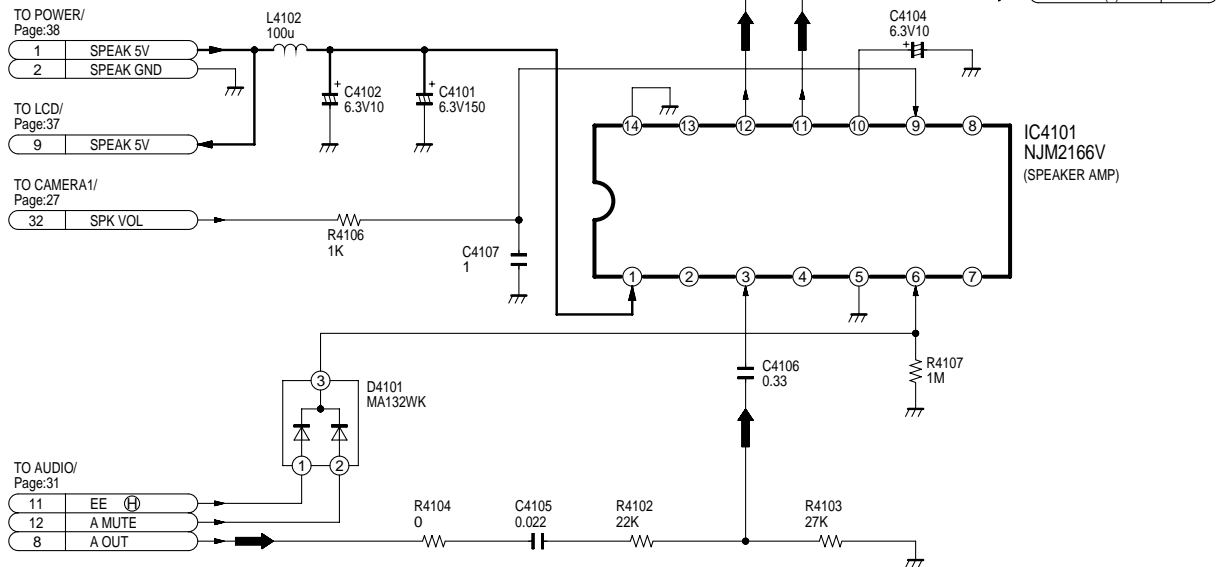 TO POWER/
Page:38
1 SPEAK 5V
2 SPEAK GND
L4102
100u
+
C4102
6.3V10
+
C4101
6.3V150
C4104
6.3V10
+
TO LCD/
Page:37
9 SPEAK 5V
14 13 12 11 10 9 8
IC4101
NJM2166V
(SPEAKER AMP)
TO CAMERA1/
Page:27
32 SPK VOL
R4106
1K
C4107
1
1 2 3 4 5 6 7
3
D4101
MA132WK
C4106
0.33
R4107
1M
1 2
TO AUDIO/
Page:31
11 EE H
12 A MUTE
8 A OUT
R4104
0
C4105
0.022
R4102
22K
R4103
27K